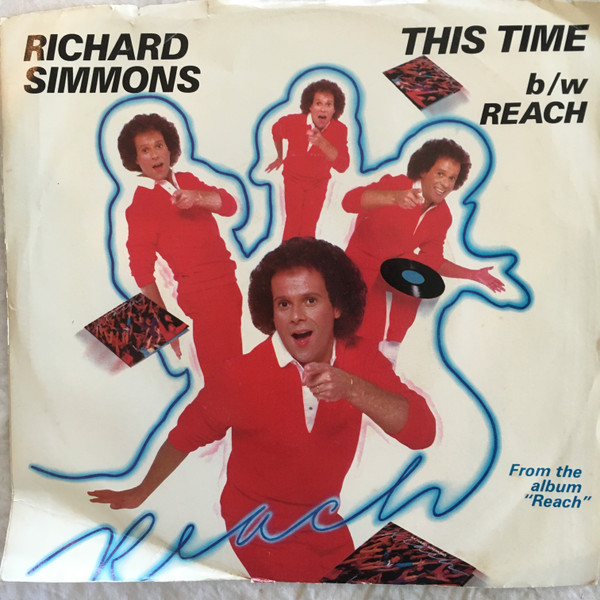 RICHARD
SIMMONS
THIS TIME
b/w
REACH
From the
album
"Reach"
Reach